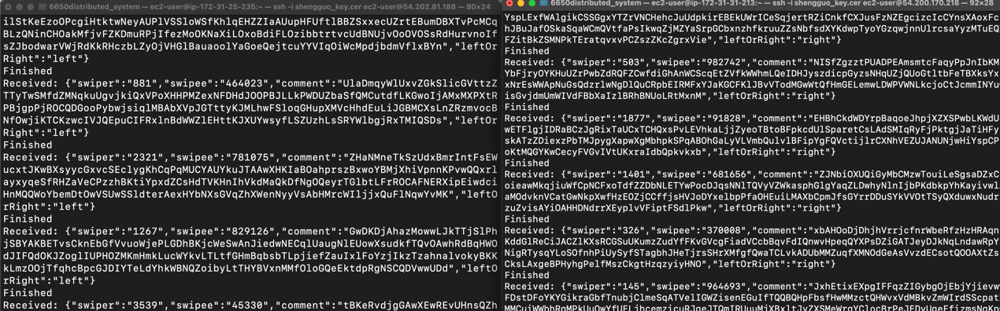 6650distributed_system — ec2-user@ip-172-31-25-235:~ — ssh -i shengguo_key.cer ec2-user@54.202.81.188 — 80×24
ilStKeEzoOPcgiHtktwNeyAUPlVSSloWSfKhlqEHZZIaAUupHFUftlBBZSxxecUZrtEBumDBXTvPcMCq
BLzQNinCHOakMfjvFZKDmuRPjIfezMoOKNaXiLOxoBdiFLOzibbtrtvcUdBNUjvOoOVOSsRdHurvnoIf
sZJbodwarVWjRdKkRHczbLZyOjVHGlBauaoolYaGoeQejtcuYYVIqOiWcMpdjbdmVflxBYn","leftOr
Right":"left"}
Finished
Received: {"swiper":"881","swipee":"464023","comment":"UlaDmqyWlUxvZGkSlicGVttzZ
TTyTwSMfdZMNqkuUgvjkiQxVPoXHHPMZexNFDHdJOOPBJLLkPWDUZbaSfQMCutdfLKGwoIjAMxMXPXtR
PBjgpPjROCQDGooPybwjsiqlMBAbXVpJGTttyKJMLhwFSloqGHupXMVcHhdEuLiJGBMCXsLnZRzmvocB
NfOwjiKTCKzwcIVJQEpuCIFRxlnBdWWZlEHttKJXUYwsyfLSZUzhLsSRYWlbgjRxTMIQSDs","leftOr
Right":"left"}
Finished
Received: {"swiper":"2321","swipee":"781075","comment":"ZHaNMneTkSzUdxBmrIntFsEW
ucxtJKwBXsyycGxvcSEclygKhCqPqMUCYAUYkuJTAAwXHKIaBOahprszBxwoYBMjXhiVpnnKPvwQQxrl
ayxyqeSfRHZaVeCPzzhBKtiYpxdZCsHdTVKHnIhVkdMaQkDfNgOQeyrTGlbtLFrROCAFNERXipEiwdci
HnMQQWoYbemDtOwVSUwSSldterAexHYbNXsGVqZhXWenNyyVsAbHMrcWIljjxQuFlNqwYvMK","leftO
rRight":"left"}
Finished
Received: {"swiper":"1267","swipee":"829126","comment":"GwDKDjAhazMowwLJkTTjSlPh
jSBYAKBETvsCknEbGfVvuoWjePLGDhBKjcWeSwAnJiedwNECqlUaugNlEUowXsudkfTQvOAwhRdBqHWO
dJIFQdOKJZoglIUPHOZMKmHmkLucWYkvLTLtfGHmBqbsbTLpjiefZauIxlFoYzjIkzTzahnalvokyBKK
kLmzOOjTfqhcBpcGJDIYTeLdYhkWBNQZoibyLtTHYBVxnMMfOloGQeEktdpRgNSCQDVwwUDd","leftO
rRight":"left"}
Finished
Received: {"swiper":"3539","swipee":"45330","comment":"tBKeRvdjgGAwXEwREvUHnsQZh
6650distributed_system — ec2-user@ip-172-31-31-213:~ — ssh -i shengguo_key.cer ec2-user@54.200.170.218 — 92×28
YspLExfWAlgikCSSGgxYTZrVNCHehcJuUdpkirEBEkUWrICeSqjertRZiCnkfCXJusFzNZEgcizcIcCYnsXAoxFc
hJBuJafOSkaSqaWCmQVtfaPsIkwqZjMZYaSrpGCbxnzhfkruuZZsNbfsdXYKdwpTyoYGzqwjnnUlrcsaYyzMTuEQ
FZitBkZSMNPkTEratqvxvPCZszZKcZgrxVie","leftOrRight":"right"}
Finished
Received: {"swiper":"503","swipee":"982742","comment":"NISfZgzztPUADPEAmsmtcFaqyPpJnIbKM
YbFjryOYKHuUZrPwbZdRQFZCwfdiGhAnWCScqEtZVfkWWhmLQeIDHJyszdicpGyzsNHqUZjQUoGtltbFeTBXksYx
xNrEsWWApNuGsQdzrlwNgDlQuCRpbEIRMFxYJaKGCFKlJBvVTodMGwWtQfHmGELemwLDWPVWNLkcjoCtJcmmINYu
isGvjdmUmWIVdFBbXaIzlBRhBNUoLRtMxnM","leftOrRight":"right"}
Finished
Received: {"swiper":"1877","swipee":"91828","comment":"EHBhCkdWDYrpBaqoeJhpjXZXSPwbLKWdU
wETFlgjIDRaBCzJgRixTaUCxTCHQxsPvLEVhkaLjjZyeoTBtoBFpkcdUlSparetCsLAdSMIqRyFjPktgjJaTiHFy
skATzZDiexzPbTMJpygXapwXgMbhpkSPqABOhGaLyVLVmbQulvlBFipYgFQVctijlrCXNhVEZUJANUNjwHiYspCP
oKtMQGYKwCecyFVGvIVtUKxraIdbQpkvkxb","leftOrRight":"right"}
Finished
Received: {"swiper":"1401","swipee":"681656","comment":"ZJNbiOXUQiGyMbCMzwTouiLeSgsaDZxC
oieawMkqjiuWfCpNCFxoTdfZZDbNLETYwPocDJqsNNlTQVyVZWkasphGlgYaqZLDwhyNlnIjbPKdbkpYhKayivwl
aMOdvknVCatGwNkpXwfHzEOZjCCffjsHVJoDYxelbpPfaOHEuiLMAXbCpmJfsGYrrDDuSYkVVOtTSyQXduwxNudr
zuZvisAYiOAHHDNdrrXEyplvVFiptFSdlPkw","leftOrRight":"right"}
Finished
Received: {"swiper":"326","swipee":"370008","comment":"xbAHOoDjDhjhVrrjcfnrWbeRfzHzHRAqn
KddGlReCiJACZlKXsRCGSuUKumzZudYfFKvGVcgFiadVCcbBqvFdIQnwvHpeqQYXPsDZiGATJeyDJkNqLndawRpY
NigRTysqYLoSOfnhPiUySyfSTagbhJHeTjrsSHrXMfgfQwaTCLvkADUbMMZuqfXMNOdGeAsVvzdECsotQOOAXtZs
CksLAxgeBPHyhgPelfMszCkgtHzqzyiyHNO","leftOrRight":"right"}
Finished
Received: {"swiper":"145","swipee":"964693","comment":"JxhEtixEXpgIFFqzZIGybgOjEbjYjievw
FDstDFoYKYGikraGbfTnubjClmeSqATVelIGWZisenEGuIfTQQBQHpFbsfHwMMzctQHWvxVdMBkvZmWIrdSScpat